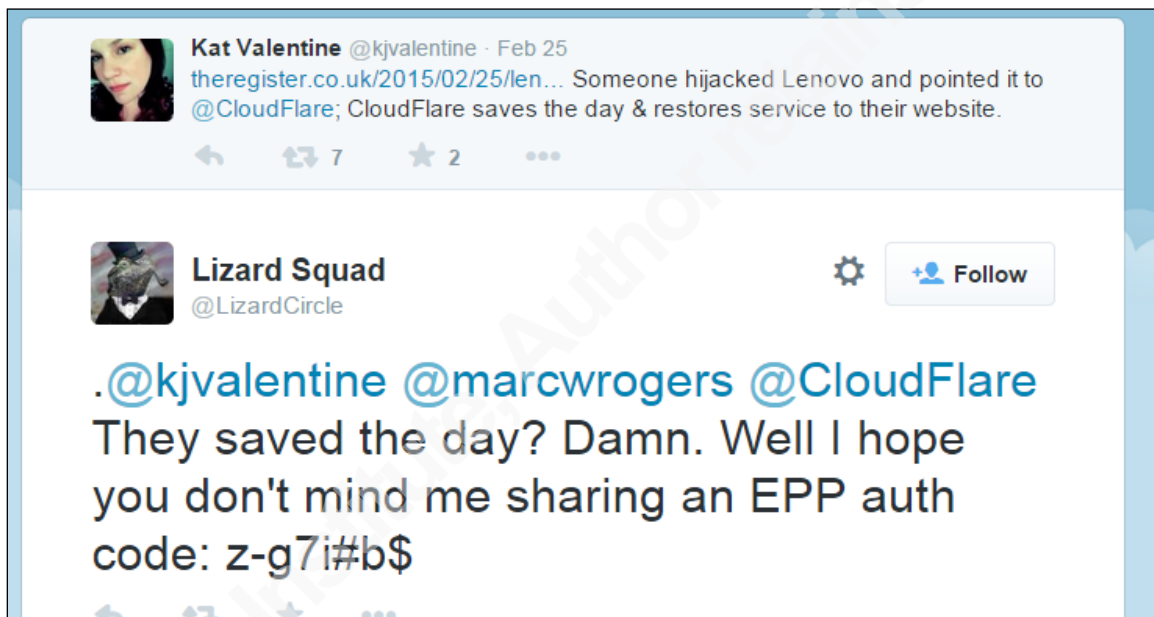 Kat Valentine @kjvalentine · Feb 25
theregister.co.uk/2015/02/25/len... Someone hijacked Lenovo and pointed it to
@CloudFlare; CloudFlare saves the day & restores service to their website.
7 2
Lizard Squad
@LizardCircle
Follow
.@kjvalentine @marcwrogers @CloudFlare
They saved the day? Damn. Well I hope
you don't mind me sharing an EPP auth
code: z-g7i#b$
Institute, Author